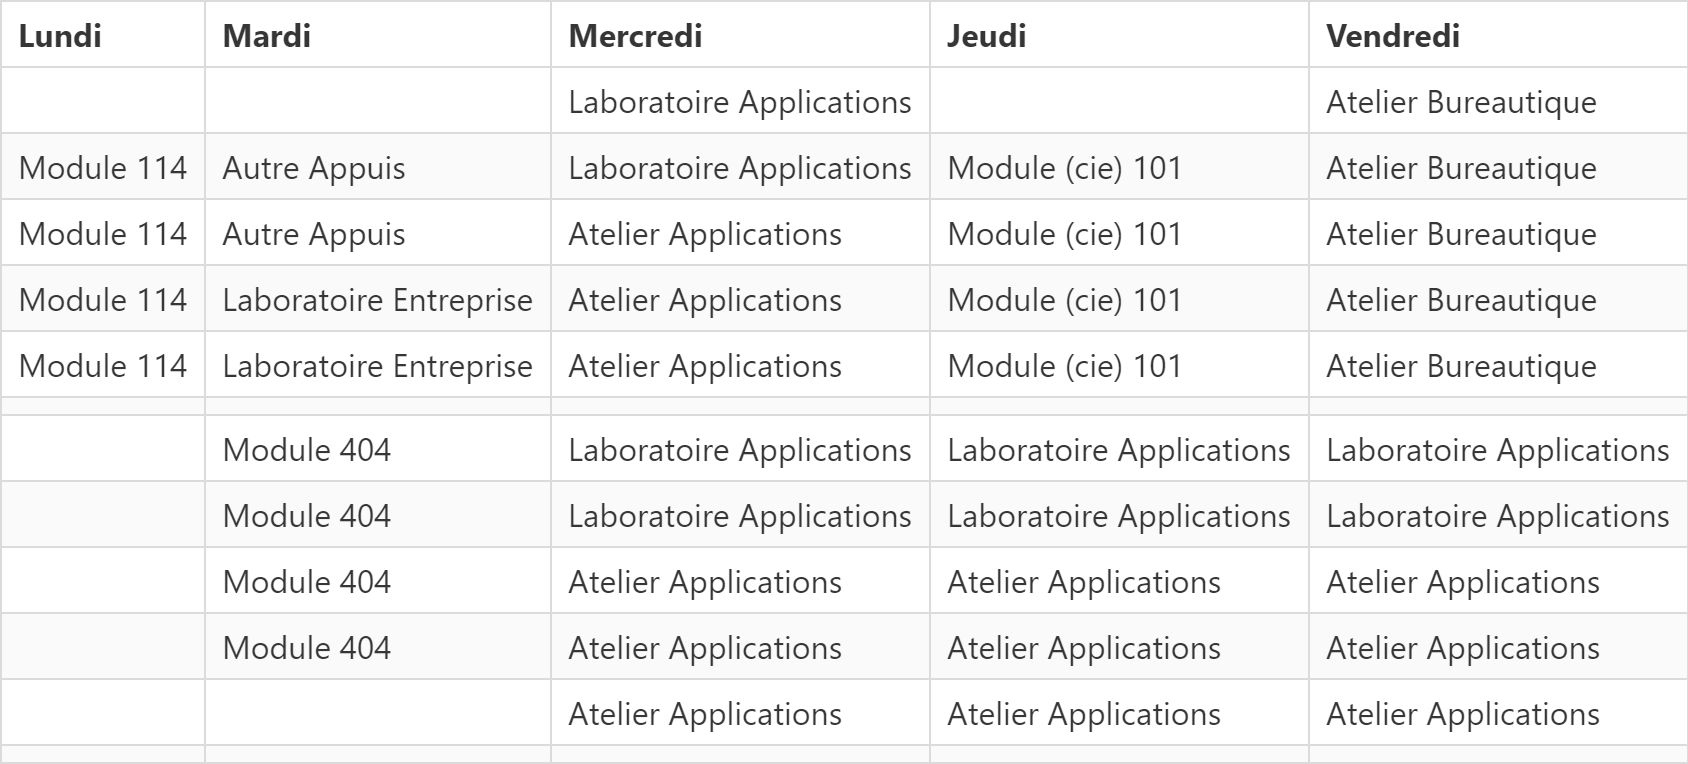 Lundi Mardi Mercredi Jeudi Vendredi
Laboratoire Applications Atelier Bureautique
Module 114 Autre Appuis Laboratoire Applications Module (cie) 101 Atelier Bureautique
Module 114 Autre Appuis Atelier Applications Module (cie) 101 Atelier Bureautique
Module 114 Laboratoire Entreprise Atelier Applications Module (cie) 101 Atelier Bureautique
Module 114 Laboratoire Entreprise Atelier Applications Module (cie) 101 Atelier Bureautique
Module 404 Laboratoire Applications Laboratoire Applications Laboratoire Applications
Module 404 Laboratoire Applications Laboratoire Applications Laboratoire Applications
Module 404 Atelier Applications Atelier Applications Atelier Applications
Module 404 Atelier Applications Atelier Applications Atelier Applications
Atelier Applications Atelier Applications Atelier Applications